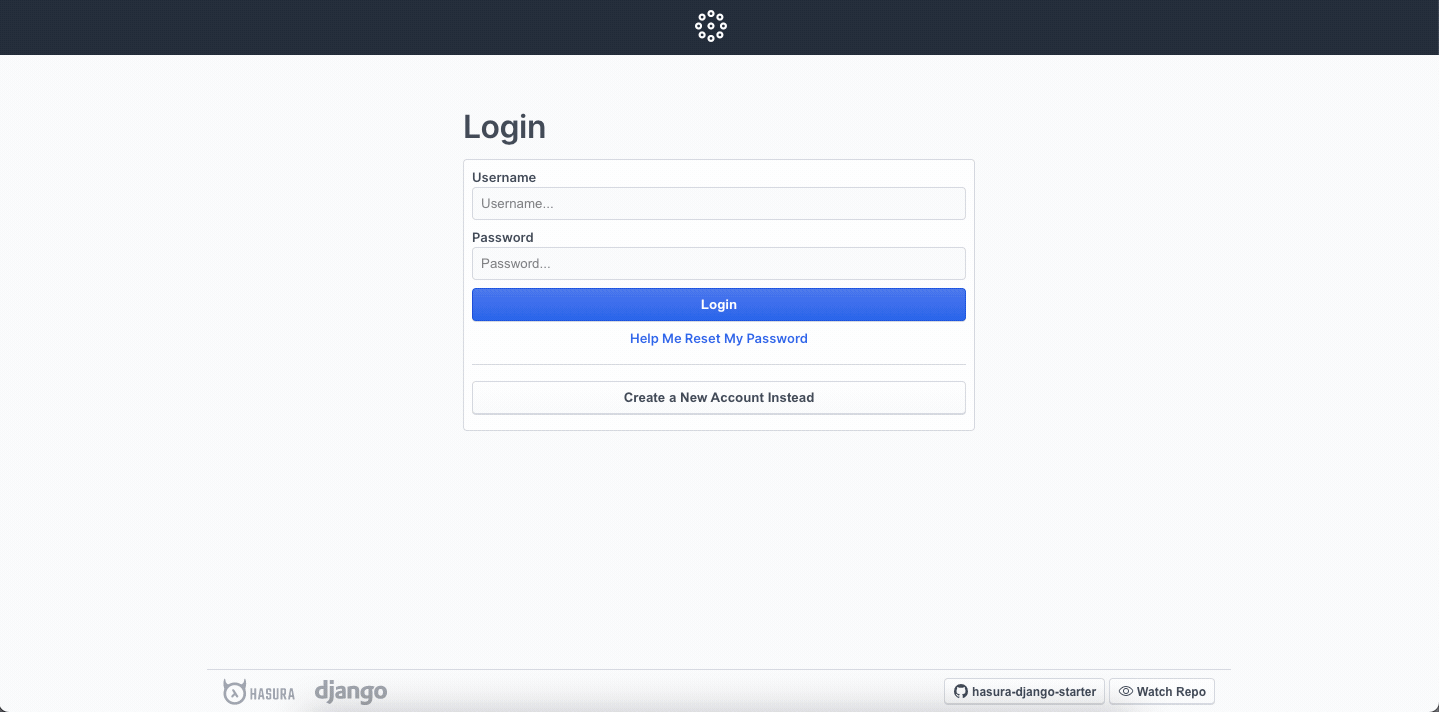 Login
Username
Username...
Password
Password...
Login
Help Me Reset My Password
Create a New Account Instead
HASURA django hasura-django-starter Watch Repo